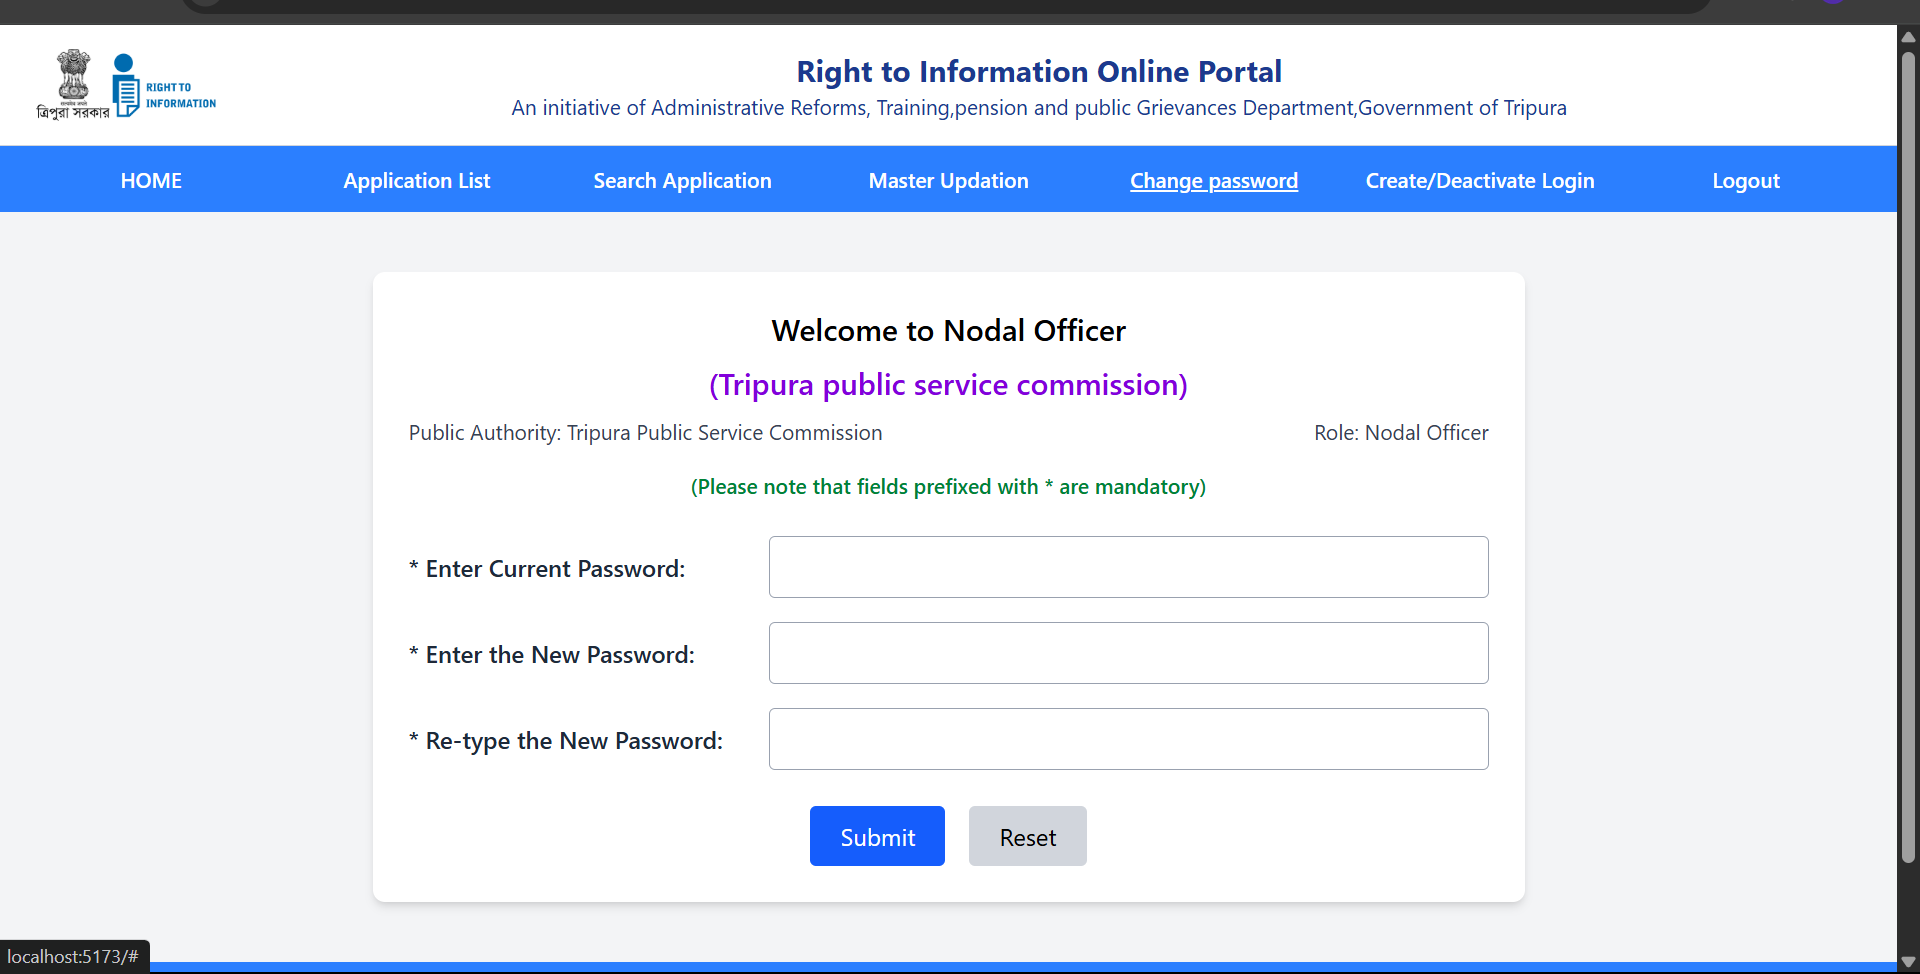 ত্রিপুরা সরকার
RIGHT TO
INFORMATION
Right to Information Online Portal
An initiative of Administrative Reforms, Training,pension and public Grievances Department,Government of Tripura
HOME Application List Search Application Master Updation Change password Create/Deactivate Login Logout
Welcome to Nodal Officer
(Tripura public service commission)
Public Authority: Tripura Public Service Commission Role: Nodal Officer
(Please note that fields prefixed with * are mandatory)
* Enter Current Password:
* Enter the New Password:
* Re-type the New Password:
Submit Reset
localhost:5173/#